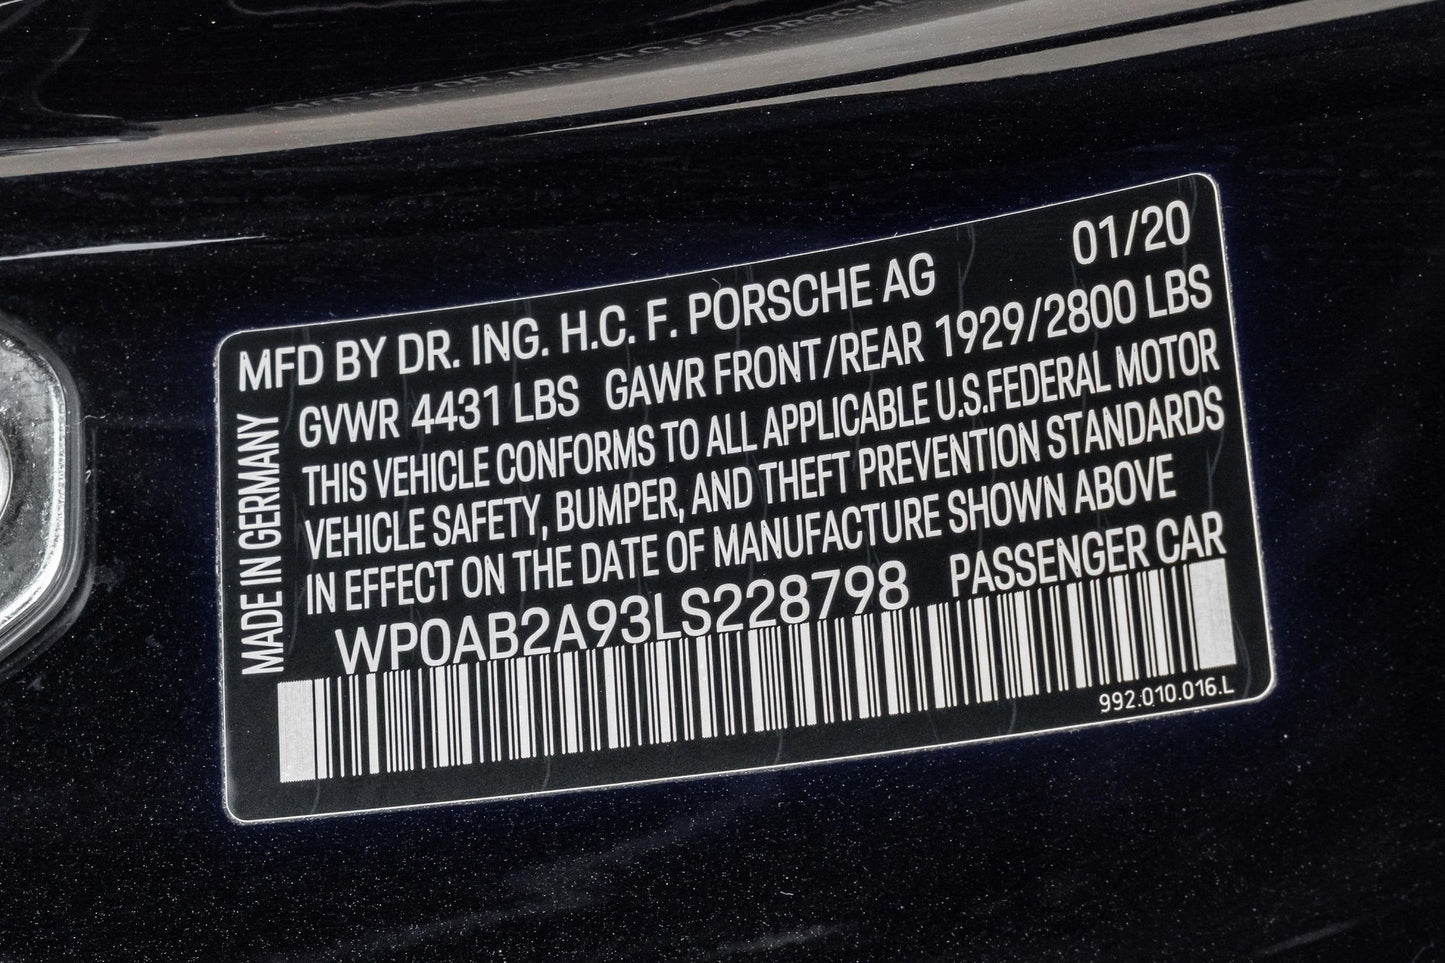 01/20
MFD BY DR. ING. H.C. F. PORSCHE AG
GVWR 4431 LBS GAWR FRONT/REAR 1929/2800 LBS
THIS VEHICLE CONFORMS TO ALL APPLICABLE U.S.FEDERAL MOTOR
VEHICLE SAFETY, BUMPER, AND THEFT PREVENTION STANDARDS
IN EFFECT ON THE DATE OF MANUFACTURE SHOWN ABOVE
WP0AB2A93LS228798 PASSENGER CAR
992.010.016.L
MADE IN GERMANY